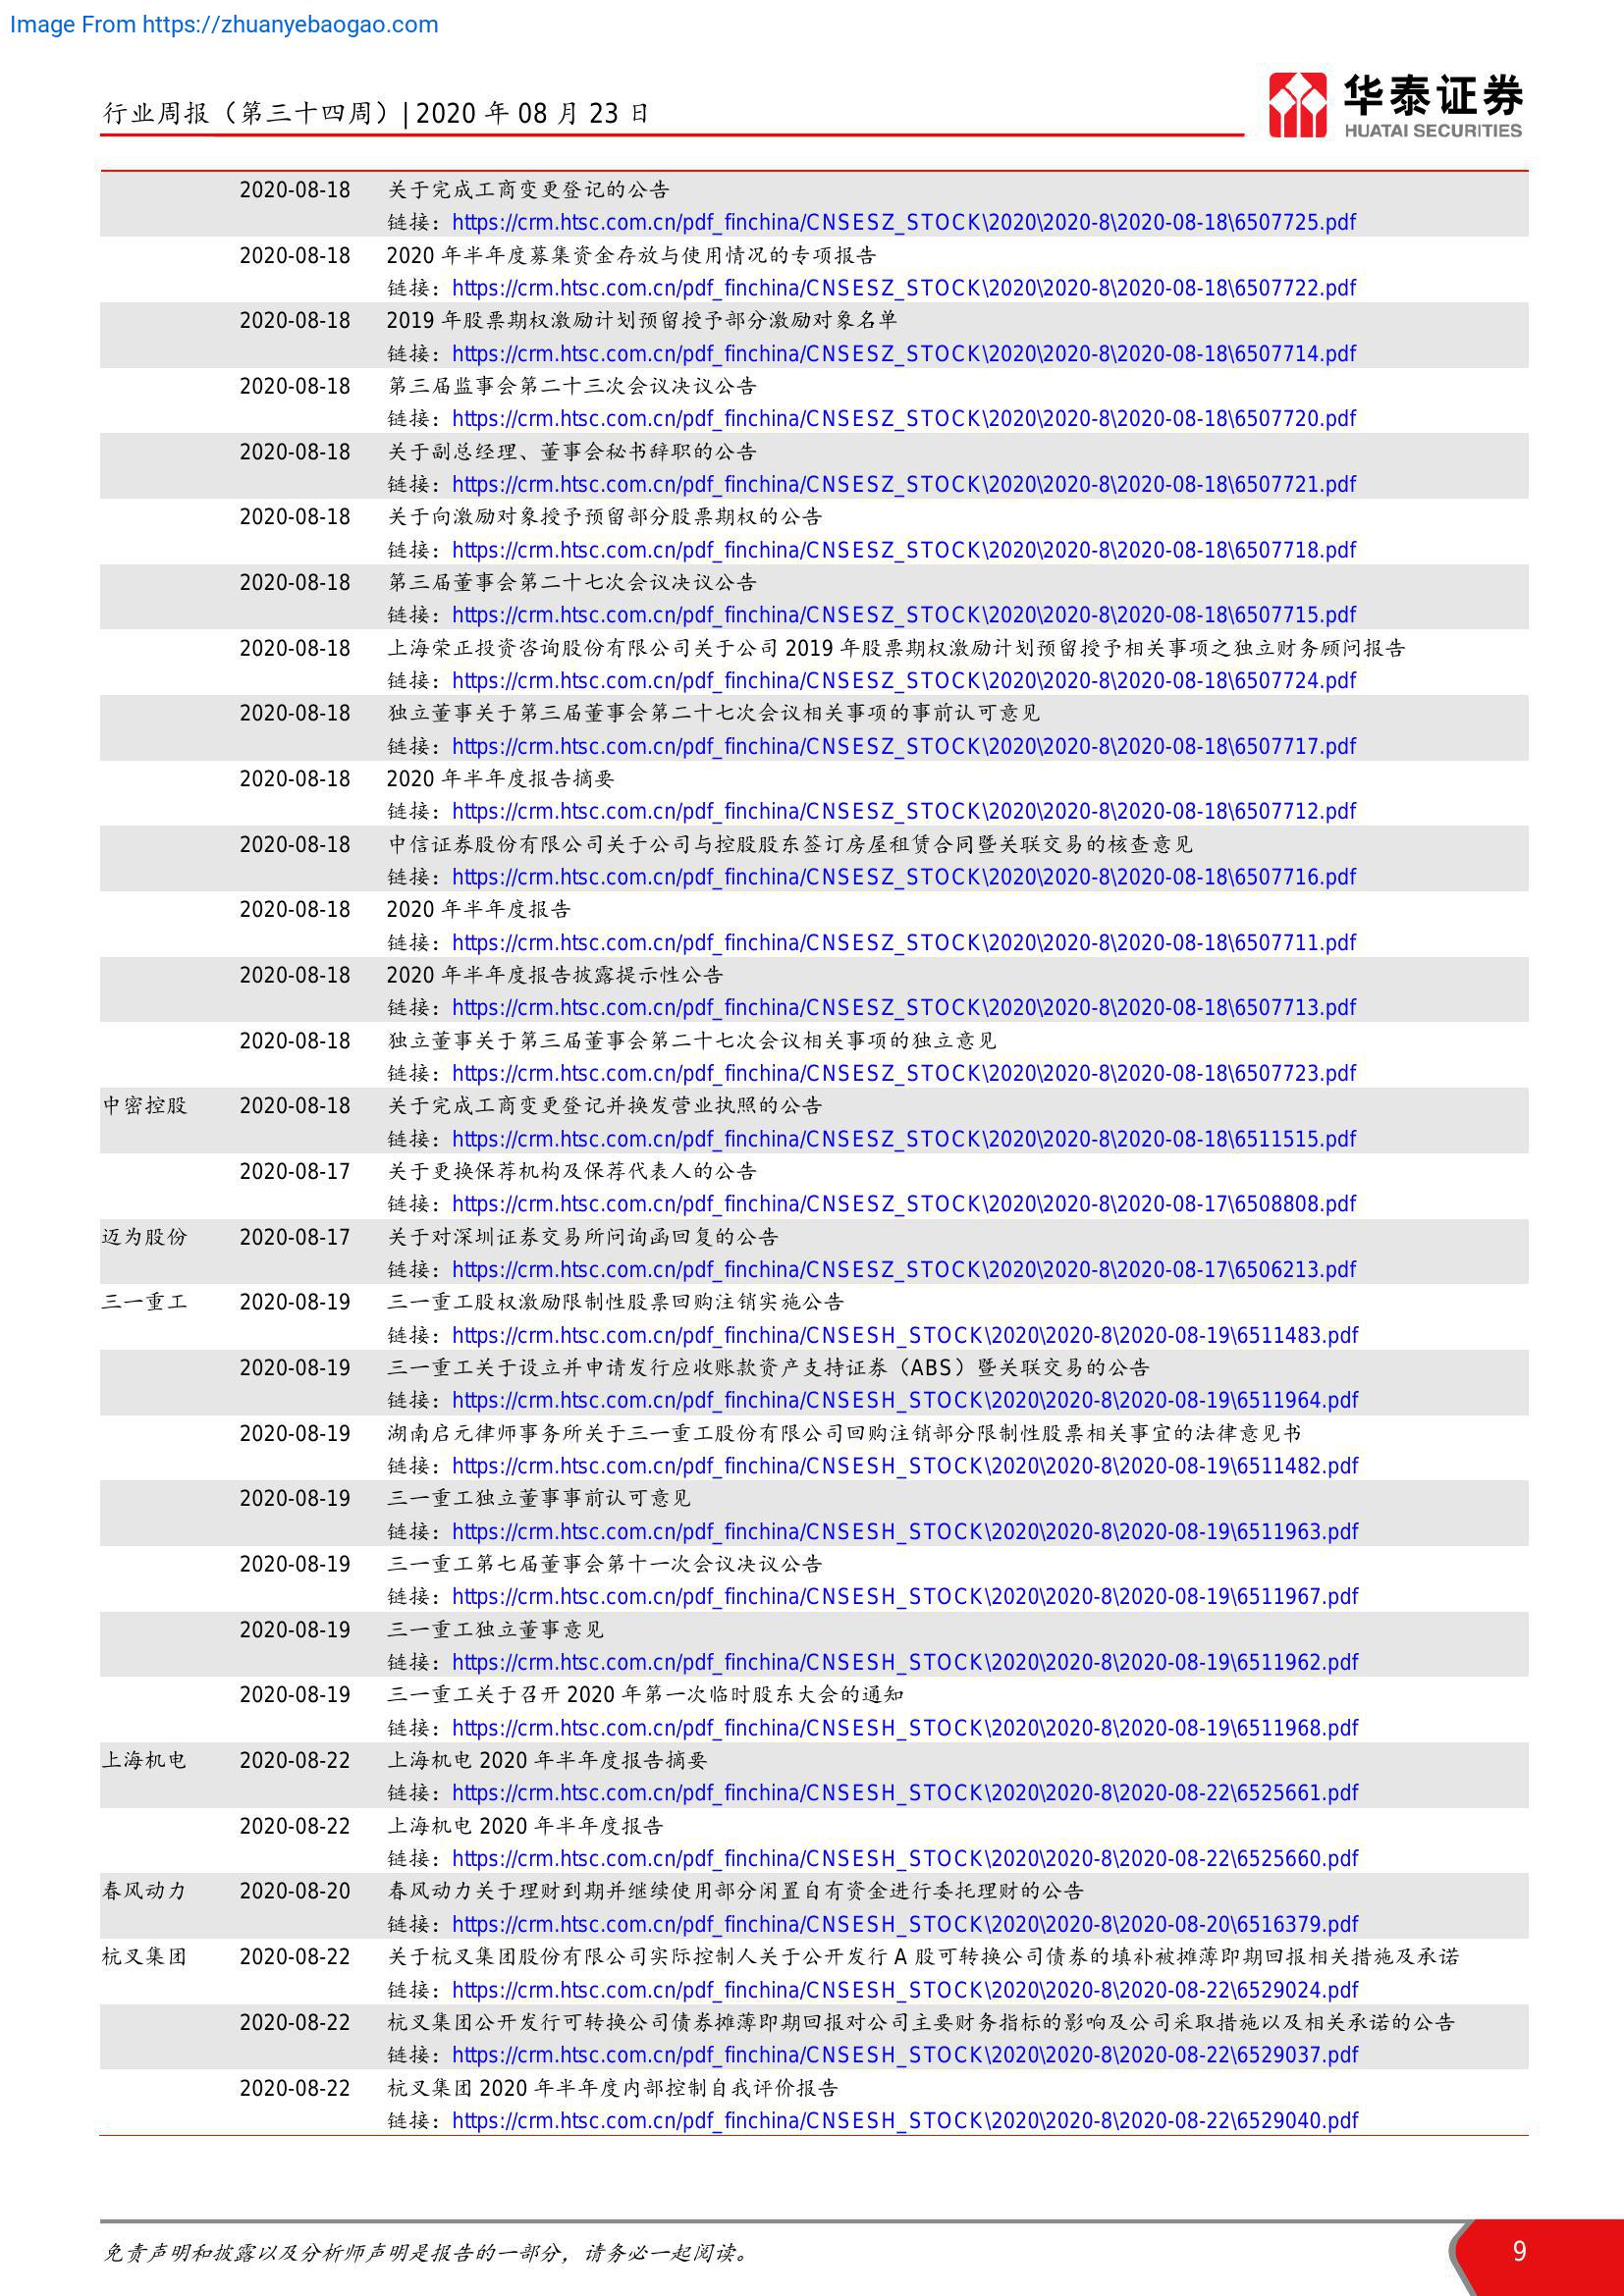 Image From https://zhuanyebaogao.com
行业周报（第三十四周）| 2020 年 08 月 23 日
华泰证券
HUATAI SECURITIES
2020-08-18 关于完成工商变更登记的公告
链接：https://crm.htsc.com.cn/pdf_finchina/CNSESZ_STOCK\2020\2020-8\2020-08-18\6507725.pdf
2020-08-18 2020 年半年度募集资金存放与使用情况的专项报告
链接：https://crm.htsc.com.cn/pdf_finchina/CNSESZ_STOCK\2020\2020-8\2020-08-18\6507722.pdf
2020-08-18 2019 年股票期权激励计划预留授予部分激励对象名单
链接：https://crm.htsc.com.cn/pdf_finchina/CNSESZ_STOCK\2020\2020-8\2020-08-18\6507714.pdf
2020-08-18 第三届监事会第二十三次会议决议公告
链接：https://crm.htsc.com.cn/pdf_finchina/CNSESZ_STOCK\2020\2020-8\2020-08-18\6507720.pdf
2020-08-18 关于副总经理、董事会秘书辞职的公告
链接：https://crm.htsc.com.cn/pdf_finchina/CNSESZ_STOCK\2020\2020-8\2020-08-18\6507721.pdf
2020-08-18 关于向激励对象授予预留部分股票期权的公告
链接：https://crm.htsc.com.cn/pdf_finchina/CNSESZ_STOCK\2020\2020-8\2020-08-18\6507718.pdf
2020-08-18 第三届董事会第二十七次会议决议公告
链接：https://crm.htsc.com.cn/pdf_finchina/CNSESZ_STOCK\2020\2020-8\2020-08-18\6507715.pdf
2020-08-18 上海荣正投资咨询股份有限公司关于公司 2019 年股票期权激励计划预留授予相关事项之独立财务顾问报告
链接：https://crm.htsc.com.cn/pdf_finchina/CNSESZ_STOCK\2020\2020-8\2020-08-18\6507724.pdf
2020-08-18 独立董事关于第三届董事会第二十七次会议相关事项的事前认可意见
链接：https://crm.htsc.com.cn/pdf_finchina/CNSESZ_STOCK\2020\2020-8\2020-08-18\6507717.pdf
2020-08-18 2020 年半年度报告摘要
链接：https://crm.htsc.com.cn/pdf_finchina/CNSESZ_STOCK\2020\2020-8\2020-08-18\6507712.pdf
2020-08-18 中信证券股份有限公司关于公司与控股股东签订房屋租赁合同暨关联交易的核查意见
链接：https://crm.htsc.com.cn/pdf_finchina/CNSESZ_STOCK\2020\2020-8\2020-08-18\6507716.pdf
2020-08-18 2020 年半年度报告
链接：https://crm.htsc.com.cn/pdf_finchina/CNSESZ_STOCK\2020\2020-8\2020-08-18\6507711.pdf
2020-08-18 2020 年半年度报告披露提示性公告
链接：https://crm.htsc.com.cn/pdf_finchina/CNSESZ_STOCK\2020\2020-8\2020-08-18\6507713.pdf
2020-08-18 独立董事关于第三届董事会第二十七次会议相关事项的独立意见
链接：https://crm.htsc.com.cn/pdf_finchina/CNSESZ_STOCK\2020\2020-8\2020-08-18\6507723.pdf
中密控股 2020-08-18 关于完成工商变更登记并换发营业执照的公告
链接：https://crm.htsc.com.cn/pdf_finchina/CNSESZ_STOCK\2020\2020-8\2020-08-18\6511515.pdf
2020-08-17 关于更换保荐机构及保荐代表人的公告
链接：https://crm.htsc.com.cn/pdf_finchina/CNSESZ_STOCK\2020\2020-8\2020-08-17\6508808.pdf
迈为股份 2020-08-17 关于对深圳证券交易所问询函回复的公告
链接：https://crm.htsc.com.cn/pdf_finchina/CNSESZ_STOCK\2020\2020-8\2020-08-17\6506213.pdf
三一重工 2020-08-19 三一重工股权激励限制性股票回购注销实施公告
链接：https://crm.htsc.com.cn/pdf_finchina/CNSESH_STOCK\2020\2020-8\2020-08-19\6511483.pdf
2020-08-19 三一重工关于设立并申请发行应收账款资产支持证券（ABS）暨关联交易的公告
链接：https://crm.htsc.com.cn/pdf_finchina/CNSESH_STOCK\2020\2020-8\2020-08-19\6511964.pdf
2020-08-19 湖南启元律师事务所关于三一重工股份有限公司回购注销部分限制性股票相关事宜的法律意见书
链接：https://crm.htsc.com.cn/pdf_finchina/CNSESH_STOCK\2020\2020-8\2020-08-19\6511482.pdf
2020-08-19 三一重工独立董事事前认可意见
链接：https://crm.htsc.com.cn/pdf_finchina/CNSESH_STOCK\2020\2020-8\2020-08-19\6511963.pdf
2020-08-19 三一重工第七届董事会第十一次会议决议公告
链接：https://crm.htsc.com.cn/pdf_finchina/CNSESH_STOCK\2020\2020-8\2020-08-19\6511967.pdf
2020-08-19 三一重工独立董事意见
链接：https://crm.htsc.com.cn/pdf_finchina/CNSESH_STOCK\2020\2020-8\2020-08-19\6511962.pdf
2020-08-19 三一重工关于召开 2020 年第一次临时股东大会的通知
链接：https://crm.htsc.com.cn/pdf_finchina/CNSESH_STOCK\2020\2020-8\2020-08-19\6511968.pdf
上海机电 2020-08-22 上海机电 2020 年半年度报告摘要
链接：https://crm.htsc.com.cn/pdf_finchina/CNSESH_STOCK\2020\2020-8\2020-08-22\6525661.pdf
2020-08-22 上海机电 2020 年半年度报告
链接：https://crm.htsc.com.cn/pdf_finchina/CNSESH_STOCK\2020\2020-8\2020-08-22\6525660.pdf
春风动力 2020-08-20 春风动力关于理财到期并继续使用部分闲置自有资金进行委托理财的公告
链接：https://crm.htsc.com.cn/pdf_finchina/CNSESH_STOCK\2020\2020-8\2020-08-20\6516379.pdf
杭叉集团 2020-08-22 关于杭叉集团股份有限公司实际控制人关于公开发行 A 股可转换公司债券的填补被摊薄即期回报相关措施及承诺
链接：https://crm.htsc.com.cn/pdf_finchina/CNSESH_STOCK\2020\2020-8\2020-08-22\6529024.pdf
2020-08-22 杭叉集团公开发行可转换公司债券摊薄即期回报对公司主要财务指标的影响及公司采取措施以及相关承诺的公告
链接：https://crm.htsc.com.cn/pdf_finchina/CNSESH_STOCK\2020\2020-8\2020-08-22\6529037.pdf
2020-08-22 杭叉集团 2020 年半年度内部控制自我评价报告
链接：https://crm.htsc.com.cn/pdf_finchina/CNSESH_STOCK\2020\2020-8\2020-08-22\6529040.pdf
免责声明和披露以及分析师声明是报告的一部分，请务必一起阅读。
9